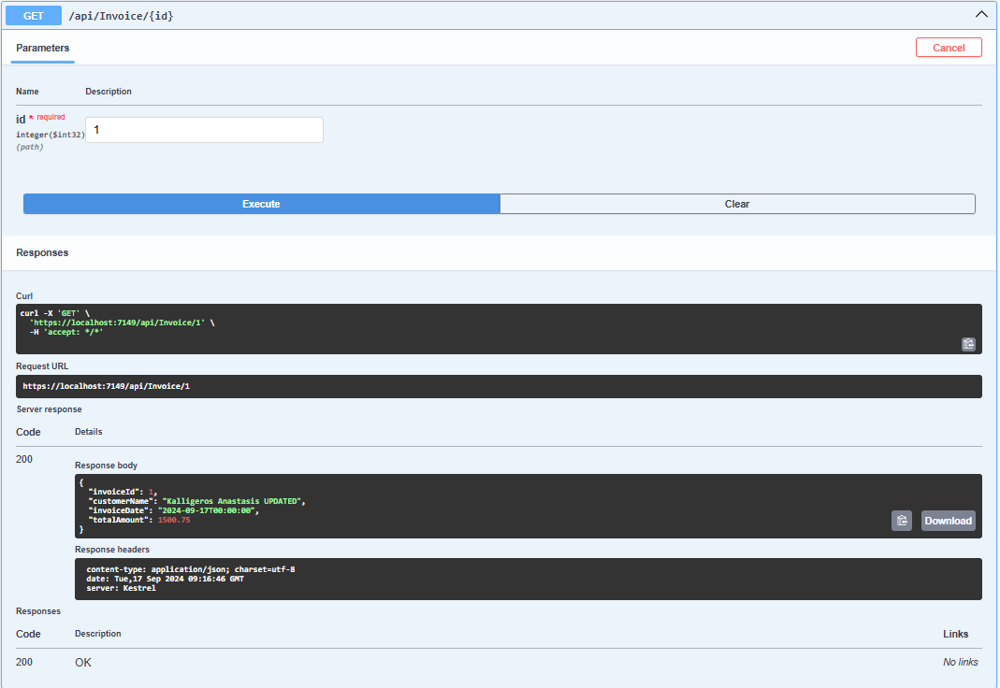 GET /api/Invoice/{id}
Parameters
Cancel
Name Description
id * required
integer($int32)
(path)
1
Execute Clear
Responses
Curl
curl -X 'GET' \
'https://localhost:7149/api/Invoice/1' \
-H 'accept: */*'
Request URL
https://localhost:7149/api/Invoice/1
Server response
Code Details
200
Response body
{
"invoiceId": 1,
"customerName": "Kalligeros Anastasis UPDATED",
"invoiceDate": "2024-09-17T00:00:00",
"totalAmount": 1500.75
}
Download
Response headers
content-type: application/json; charset=utf-8
date: Tue,17 Sep 2024 09:16:46 GMT
server: Kestrel
Responses
Code Description Links
200 OK No links